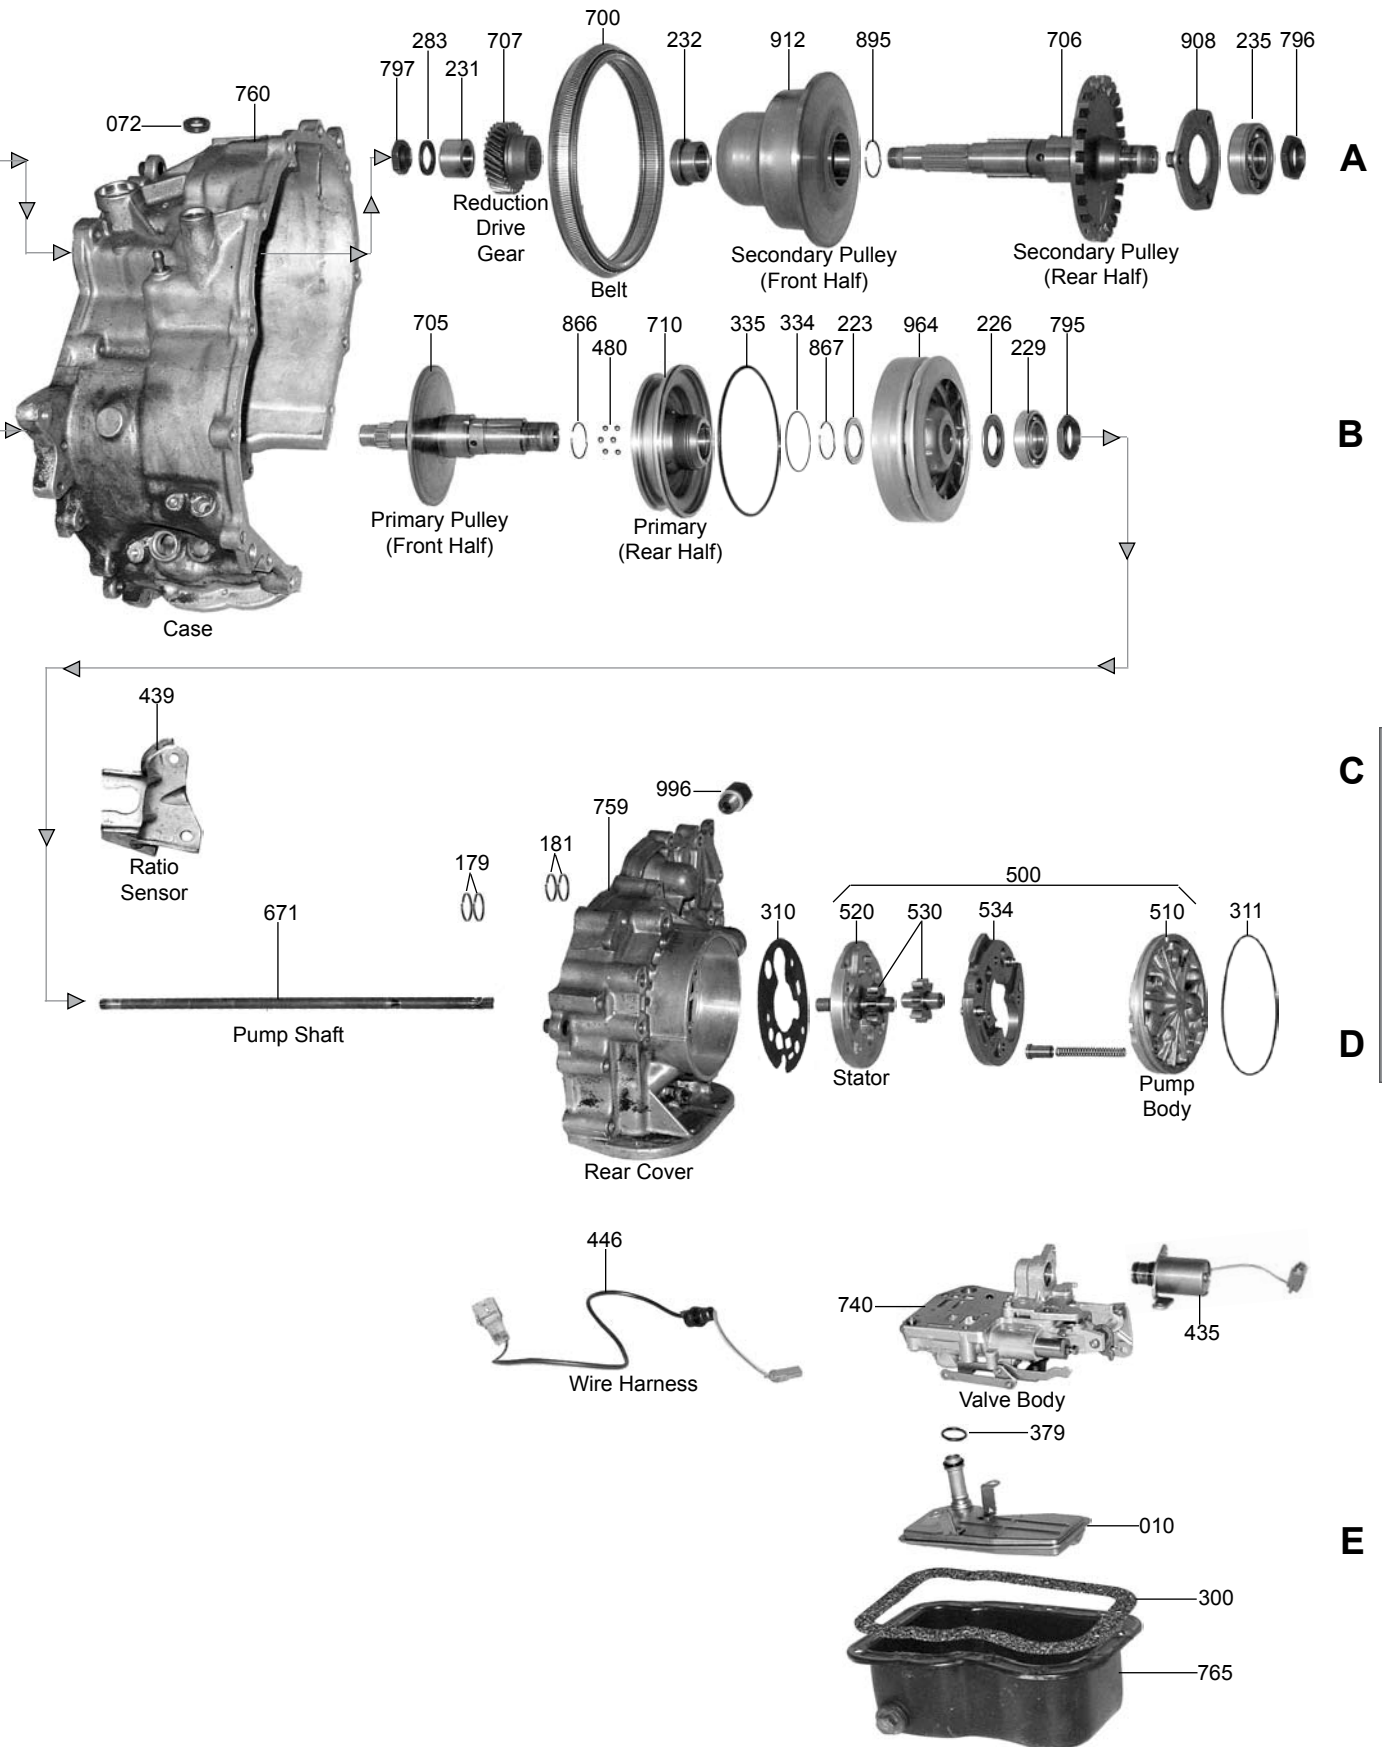 700
283
707
232
912
895
706
908
235
796
797
231
760
072
A
Reduction
Drive
Gear
Belt
Secondary Pulley
(Front Half)
Secondary Pulley
(Rear Half)
705
866
480
710
335
334
867
223
964
226
229
795
B
Primary Pulley
(Front Half)
Primary
(Rear Half)
Case
439
C
996
759
Ratio
Sensor
179
181
500
671
310
520
530
534
510
311
Pump Shaft
D
Stator
Pump
Body
Rear Cover
446
740
435
Wire Harness
Valve Body
379
010
E
300
765